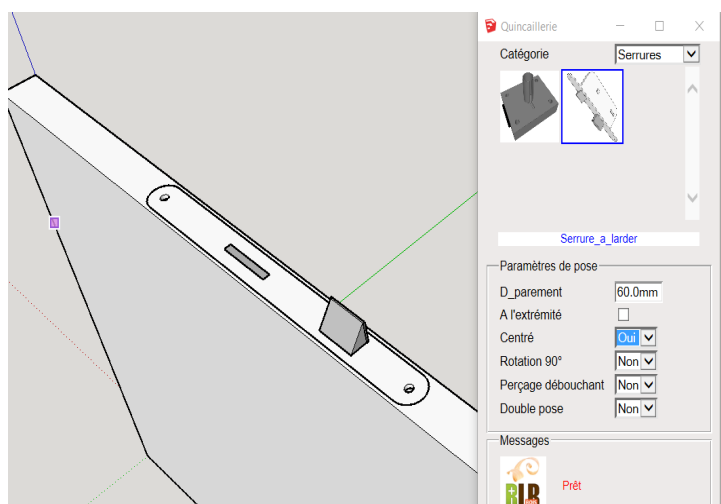 Quincaillerie
Catégorie Serrures
Serrure_a_larder
Paramètres de pose
D_parement 60.0mm
A l'extrémité
Centré Oui
Rotation 90° Non
Perçage débouchant Non
Double pose Non
Messages
BLB
Prêt